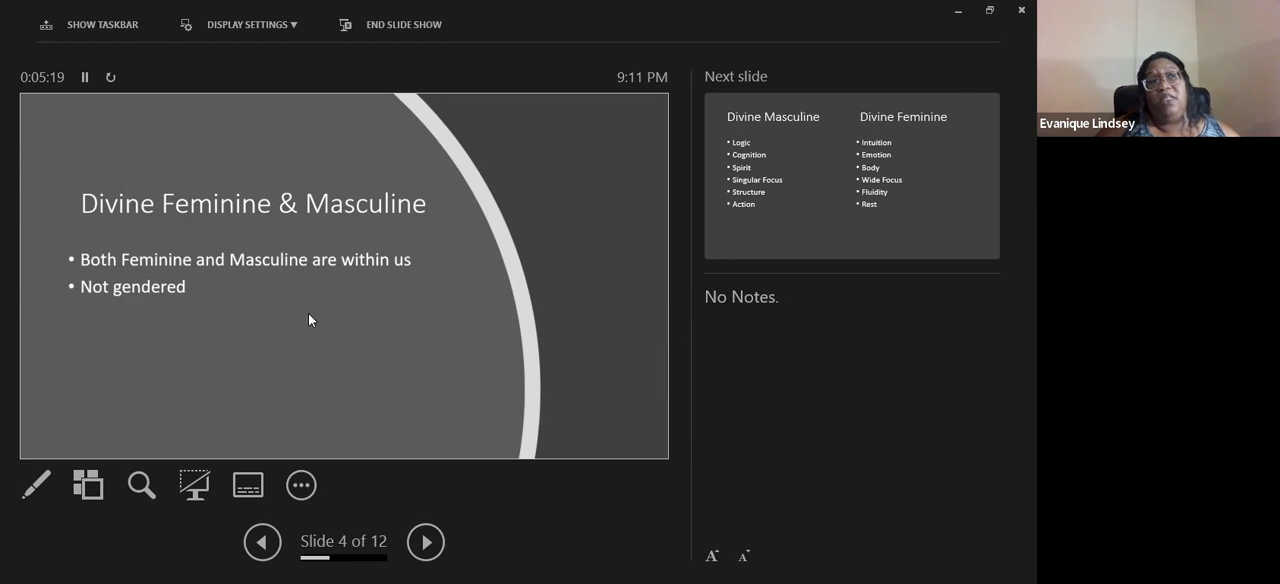 SHOW TASKBAR
DISPLAY SETTINGS ▼
END SLIDE SHOW
0:05:19
9:11 PM
Divine Feminine & Masculine
• Both Feminine and Masculine are within us
• Not gendered
Slide 4 of 12
Next slide
Divine Masculine
• Logic
• Cognition
• Spirit
• Singular Focus
• Structure
• Action
Divine Feminine
• Intuition
• Emotion
• Body
• Wide Focus
• Fluidity
• Rest
No Notes.
A
A
Evanique Lindsey